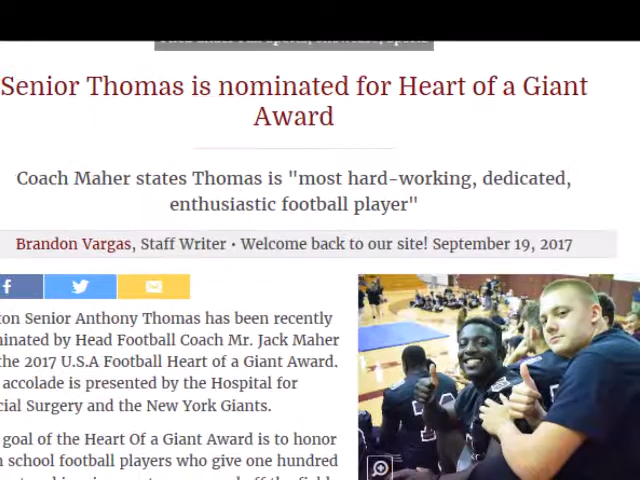 Senior Thomas is nominated for Heart of a Giant
Award
Coach Maher states Thomas is "most hard-working, dedicated,
enthusiastic football player"
Brandon Vargas, Staff Writer • Welcome back to our site! September 19, 2017
f
ton Senior Anthony Thomas has been recently
minated by Head Football Coach Mr. Jack Maher
the 2017 U.S.A Football Heart of a Giant Award.
accolade is presented by the Hospital for
cial Surgery and the New York Giants.
goal of the Heart Of a Giant Award is to honor
school football players who give one hundred